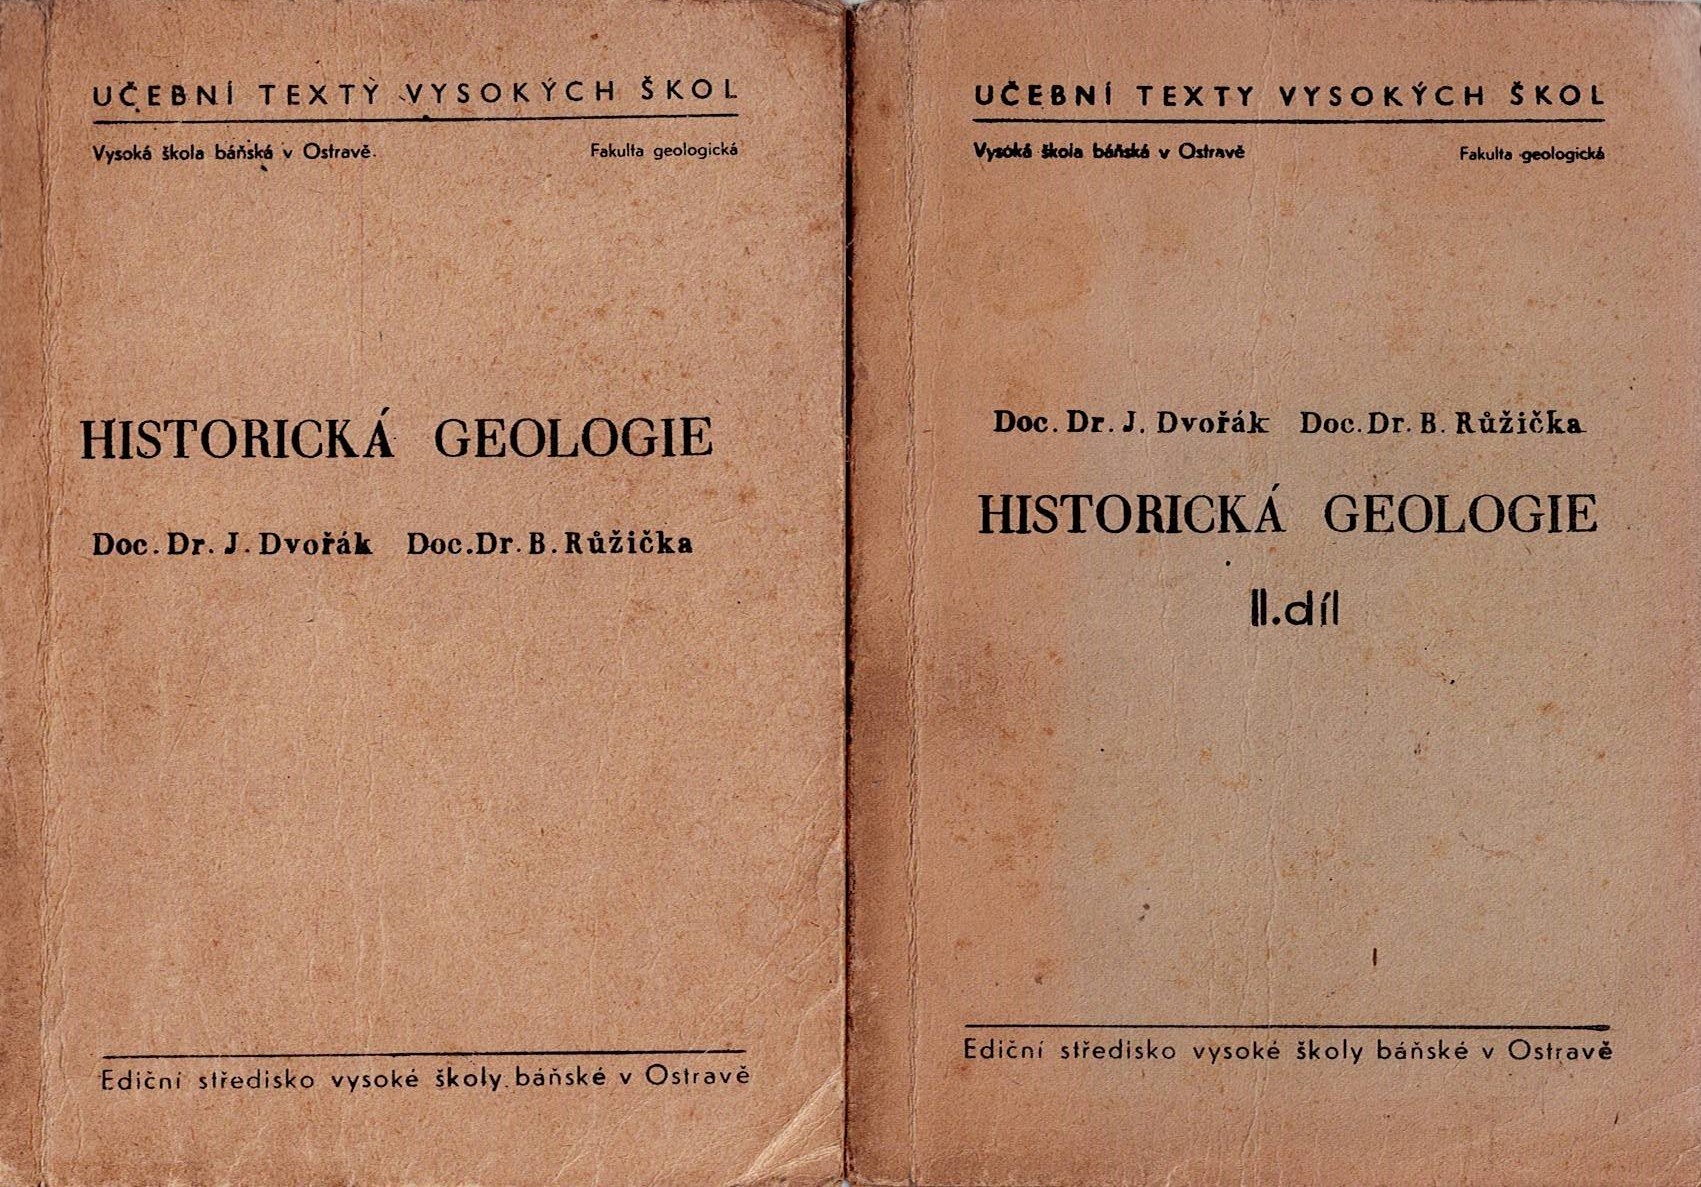 UČEBNÍ TEXTY VYSOKÝCH ŠKOL
Vysoká škola báňská v Ostravě
Fakulta geologická
HISTORICKÁ GEOLOGIE
Doc. Dr. J. Dvořák Doc. Dr. B. Růžička
Ediční středisko vysoké školy báňské v Ostravě
UČEBNÍ TEXTY VYSOKÝCH ŠKOL
Vysoká škola báňská v Ostravě
Fakulta geologická
Doc. Dr. J. Dvořák Doc. Dr. B. Růžička
HISTORICKÁ GEOLOGIE
II. díl
Ediční středisko vysoké školy báňské v Ostravě